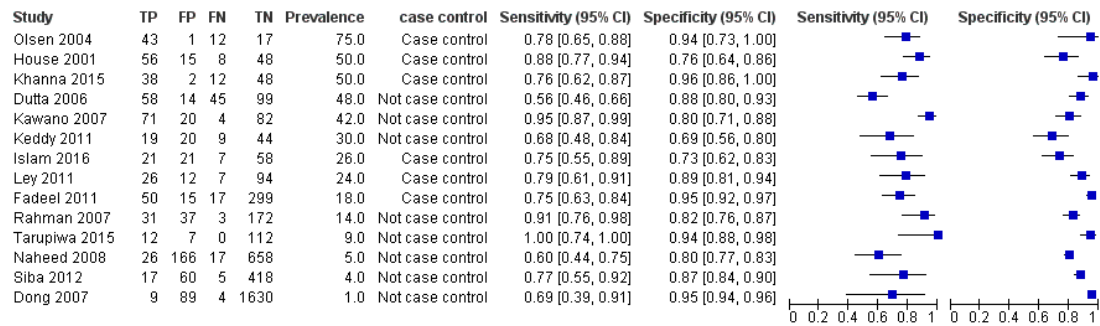 Study TP FP FN TN Prevalence case control Sensitivity (95% CI) Specificity (95% CI) Sensitivity (95% CI) Specificity (95% CI)
Olsen 2004 43 1 12 17 75.0 Case control 0.78 [0.65, 0.88] 0.94 [0.73, 1.00]
House 2001 56 15 8 48 50.0 Case control 0.88 [0.77, 0.94] 0.76 [0.64, 0.86]
Khanna 2015 38 2 12 48 50.0 Case control 0.76 [0.62, 0.87] 0.96 [0.86, 1.00]
Dutta 2006 58 14 45 99 48.0 Not case control 0.56 [0.46, 0.66] 0.88 [0.80, 0.93]
Kawano 2007 71 20 4 82 42.0 Not case control 0.95 [0.87, 0.99] 0.80 [0.71, 0.88]
Keddy 2011 19 20 9 44 30.0 Not case control 0.68 [0.48, 0.84] 0.69 [0.56, 0.80]
Islam 2016 21 21 7 58 26.0 Case control 0.75 [0.55, 0.89] 0.73 [0.62, 0.83]
Ley 2011 26 12 7 94 24.0 Case control 0.79 [0.61, 0.91] 0.89 [0.81, 0.94]
Fadeel 2011 50 15 17 299 18.0 Case control 0.75 [0.63, 0.84] 0.95 [0.92, 0.97]
Rahman 2007 31 37 3 172 14.0 Not case control 0.91 [0.76, 0.98] 0.82 [0.76, 0.87]
Tarupiwa 2015 12 7 0 112 9.0 Not case control 1.00 [0.74, 1.00] 0.94 [0.88, 0.98]
Naheed 2008 26 166 17 658 5.0 Not case control 0.60 [0.44, 0.75] 0.80 [0.77, 0.83]
Siba 2012 17 60 5 418 4.0 Not case control 0.77 [0.55, 0.92] 0.87 [0.84, 0.90]
Dong 2007 9 89 4 1630 1.0 Not case control 0.69 [0.39, 0.91] 0.95 [0.94, 0.96]
0 0.2 0.4 0.6 0.8 1 0 0.2 0.4 0.6 0.8 1